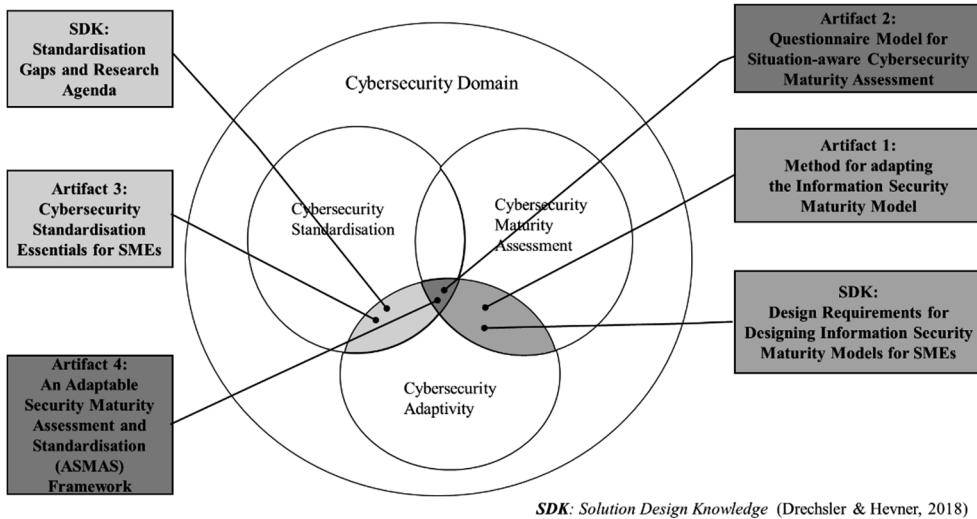 SDK:
Standardisation
Gaps and Research
Agenda
Artifact 3:
Cybersecurity
Standardisation
Essentials for SMEs
Artifact 4:
An Adaptable
Security Maturity
Assessment and
Standardisation
(ASMAS)
Framework
Cybersecurity Domain
Cybersecurity
Standardisation
Cybersecurity
Maturity
Assessment
Cybersecurity
Adaptivity
Artifact 2:
Questionnaire Model for
Situation-aware Cybersecurity
Maturity Assessment
Artifact 1:
Method for adapting
the Information Security
Maturity Model
SDK:
Design Requirements for
Designing Information Security
Maturity Models for SMEs
SDK: Solution Design Knowledge (Drechsler & Hevner, 2018)